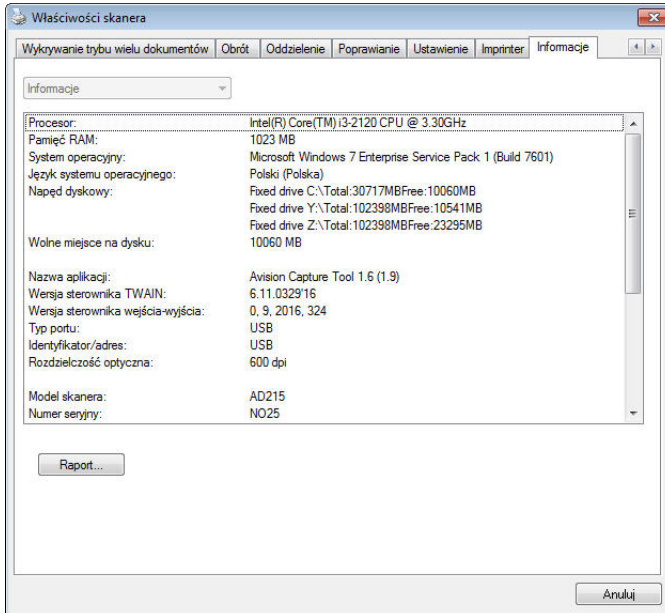 Właściwości skanera
Wykrywanie trybu wielu dokumentów Obrót Oddzielenie Poprawianie Ustawienie Imprinter Informacje
Informacje
Procesor: Intel(R) Core(TM) i3-2120 CPU @ 3.30GHz
Pamięć RAM: 1023 MB
System operacyjny: Microsoft Windows 7 Enterprise Service Pack 1 (Build 7601)
Język systemu operacyjnego: Polski (Polska)
Napęd dyskowy: Fixed drive C:\Total:30717MBFree:10060MB
Fixed drive Y:\Total:102398MBFree:10541MB
Fixed drive Z:\Total:102398MBFree:23295MB
Wolne miejsce na dysku: 10060 MB
Nazwa aplikacji: Avision Capture Tool 1.6 (1.9)
Wersja sterownika TWAIN: 6.11.0329'16
Wersja sterownika wejścia-wyjścia: 0, 9, 2016, 324
Typ portu: USB
Identyfikator/adres: USB
Rozdzielczość optyczna: 600 dpi
Model skanera: AD215
Numer seryjny: NO25
Raport...
Anuluj